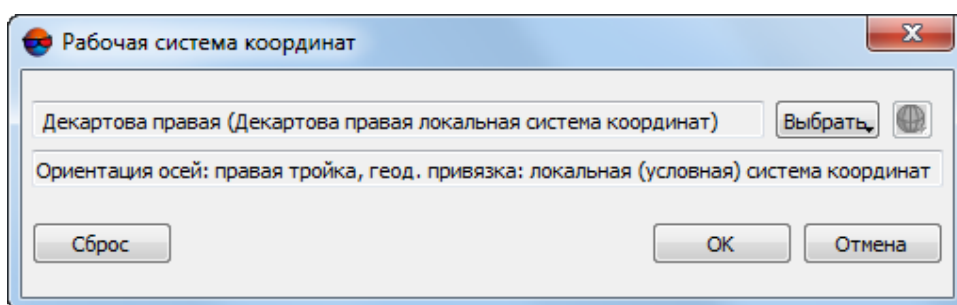 Рабочая система координат
Декартова правая (Декартова правая локальная система координат) Выбрать
Ориентация осей: правая тройка, геод. привязка: локальная (условная) система координат
Сброс OK Отмена